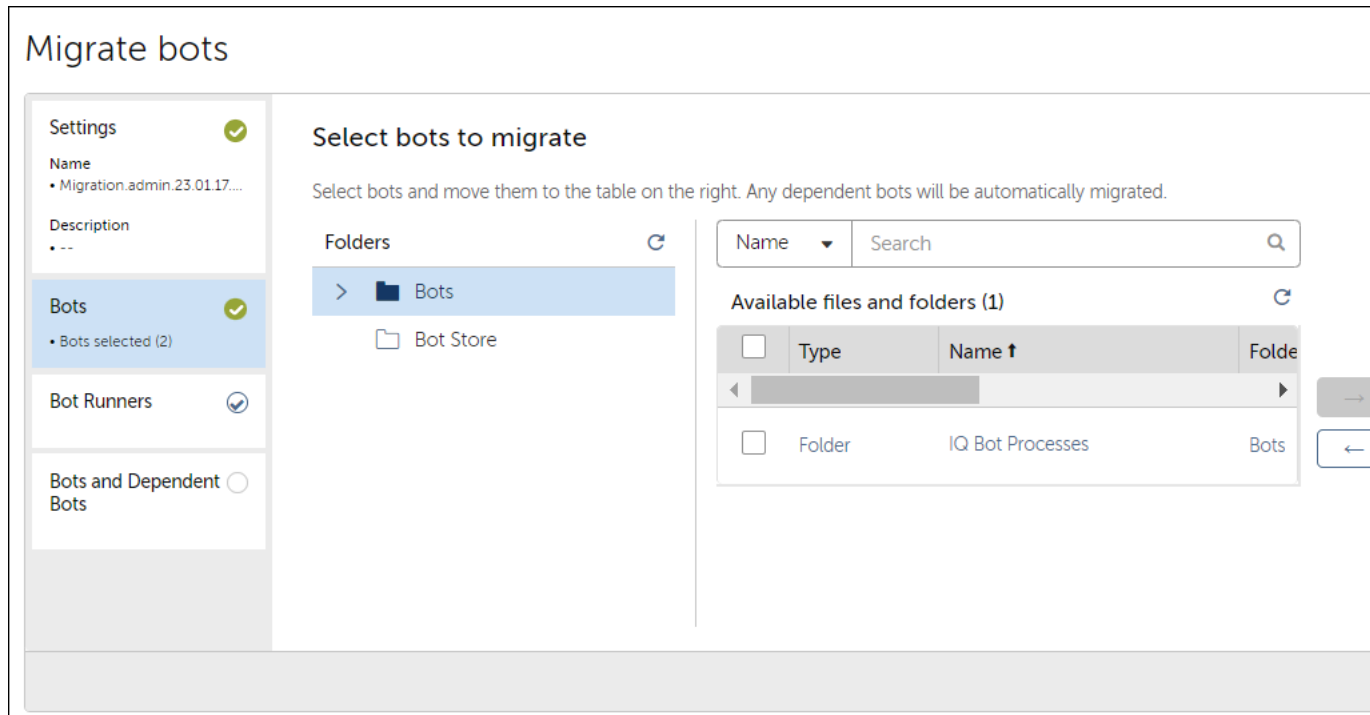 Migrate bots
Settings
Name
• Migration.admin.23.01.17....
Description
• --
Bots
• Bots selected (2)
Bot Runners
Bots and Dependent
Bots
Select bots to migrate
Select bots and move them to the table on the right. Any dependent bots will be automatically migrated.
Folders
Bots
Bot Store
Name
Search
Available files and folders (1)
Type Name Folde
Folder IQ Bot Processes Bots